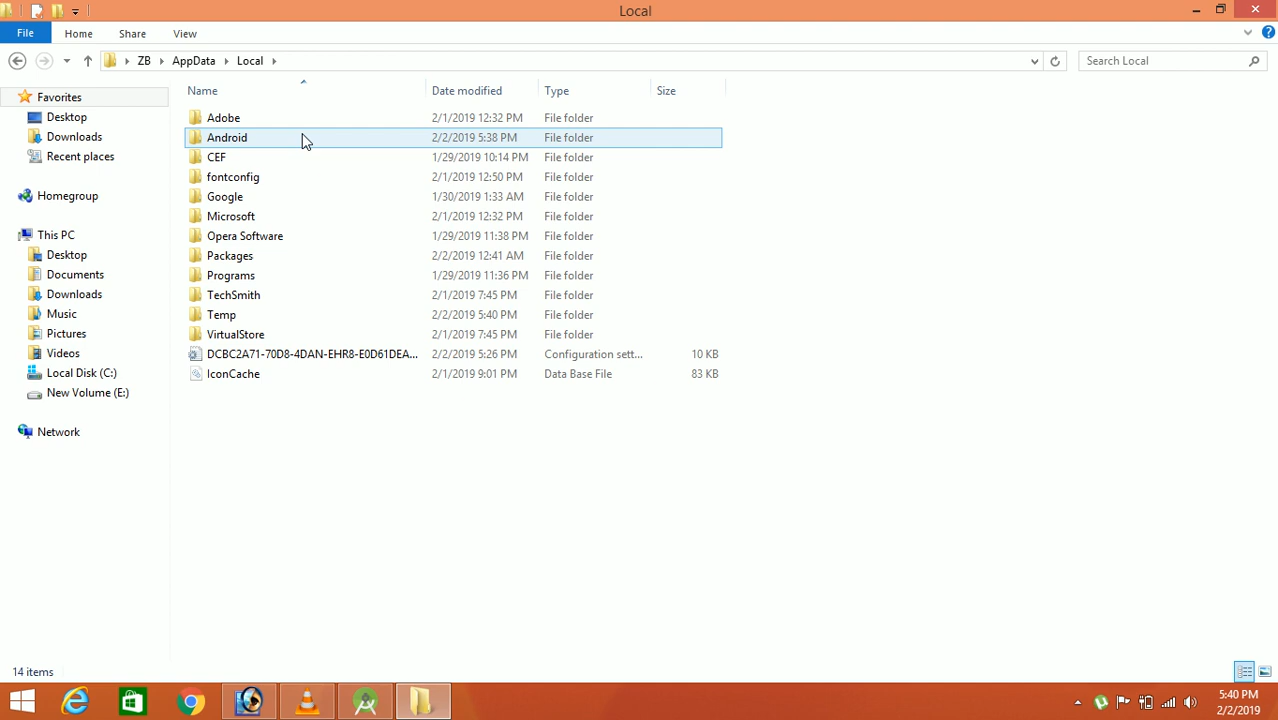 Local
File Home Share View
ZB AppData Local Search Local
Name Date modified Type Size
Favorites
Desktop
Downloads
Recent places
Homegroup
This PC
Desktop
Documents
Downloads
Music
Pictures
Videos
Local Disk (C:)
New Volume (E:)
Network
Adobe 2/1/2019 12:32 PM File folder
Android 2/2/2019 5:38 PM File folder
CEF 1/29/2019 10:14 PM File folder
fontconfig 2/1/2019 12:50 PM File folder
Google 1/30/2019 1:33 AM File folder
Microsoft 2/1/2019 12:32 PM File folder
Opera Software 1/29/2019 11:38 PM File folder
Packages 2/2/2019 12:41 AM File folder
Programs 1/29/2019 11:36 PM File folder
TechSmith 2/1/2019 7:45 PM File folder
Temp 2/2/2019 5:40 PM File folder
VirtualStore 2/1/2019 7:45 PM File folder
DCBC2A71-70D8-4DAN-EHR8-E0D61DEA... 2/2/2019 5:26 PM Configuration sett... 10 KB
IconCache 2/1/2019 9:01 PM Data Base File 83 KB
14 items
5:40 PM
2/2/2019